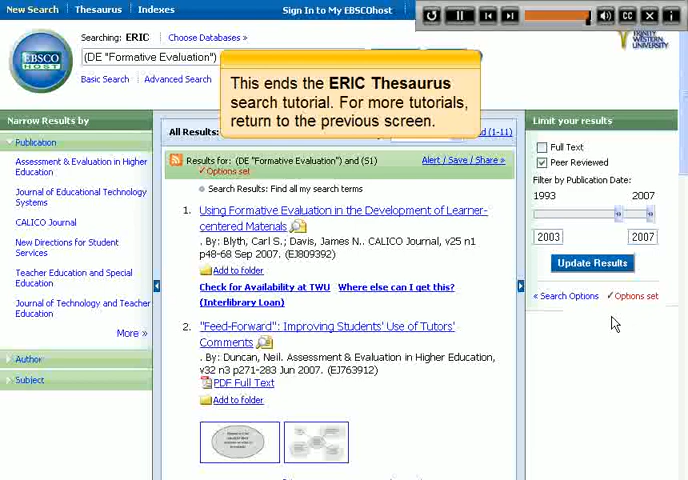 New Search Thesaurus Indexes Sign In to My EBSCOhost
EBSCO
HOST
Searching: ERIC Choose Databases »
(DE "Formative Evaluation")
Basic Search Advanced Search
CC
TRINITY
WESTERN
UNIVERSITY
This ends the ERIC Thesaurus
search tutorial. For more tutorials,
return to the previous screen.
Narrow Results by
Publication
Assessment & Evaluation in Higher
Education
Journal of Educational Technology
Systems
CALICO Journal
New Directions for Student
Services
Teacher Education and Special
Education
Journal of Technology and Teacher
Education
More »
Author
Subject
All Results: (1-11)
Results for: (DE "Formative Evaluation") and (S1) Alert / Save / Share »
✓Options set
Search Results: Find all my search terms
1. Using Formative Evaluation in the Development of Learner-
centered Materials
. By: Blyth, Carl S.; Davis, James N.. CALICO Journal, v25 n1
p48-68 Sep 2007. (EJ809392)
Add to folder
Check for Availability at TWU Where else can I get this?
(Interlibrary Loan)
2. "Feed-Forward": Improving Students' Use of Tutors'
Comments
. By: Duncan, Neil. Assessment & Evaluation in Higher Education,
v32 n3 p271-283 Jun 2007. (EJ763912)
PDF Full Text
Add to folder
Limit your results
Full Text
Peer Reviewed
Filter by Publication Date:
1993 2007
2003 2007
Update Results
« Search Options ✓Options set